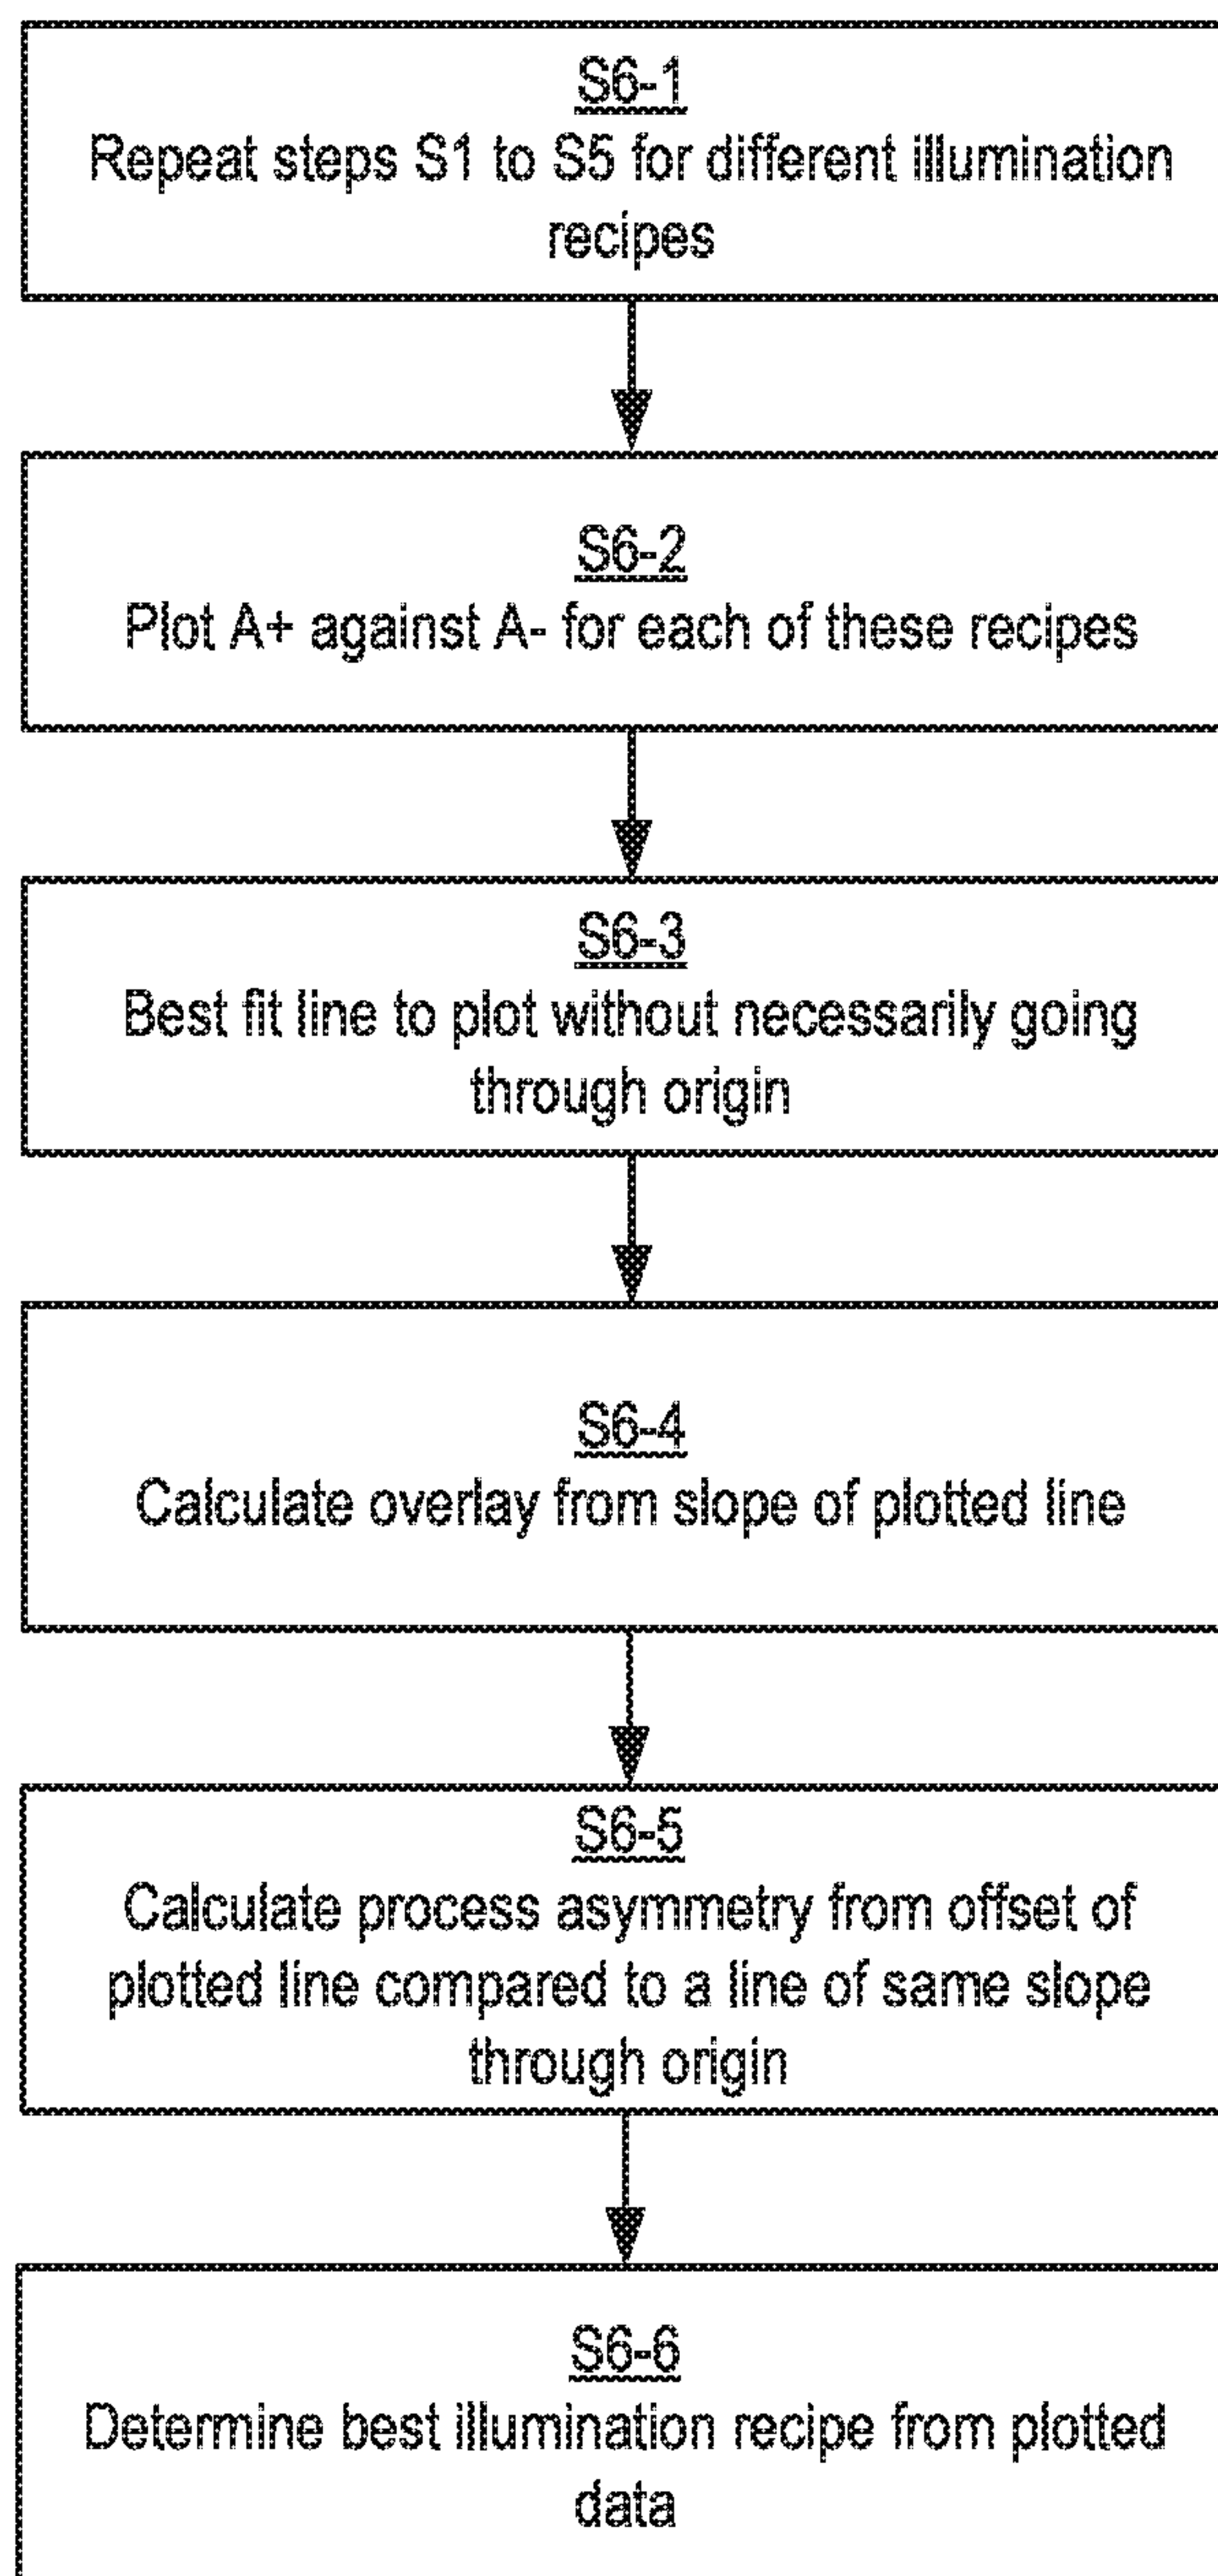 S6-1
Repeat steps S1 to S5 for different illumination
recipes
S6-2
Plot A+ against A- for each of these recipes
S6-3
Best fit line to plot without necessarily going
through origin
S6-4
Calculate overlay from slope of plotted line
S6-5
Calculate process asymmetry from offset of
plotted line compared to a line of same slope
through origin
S6-6
Determine best illumination recipe from plotted
data